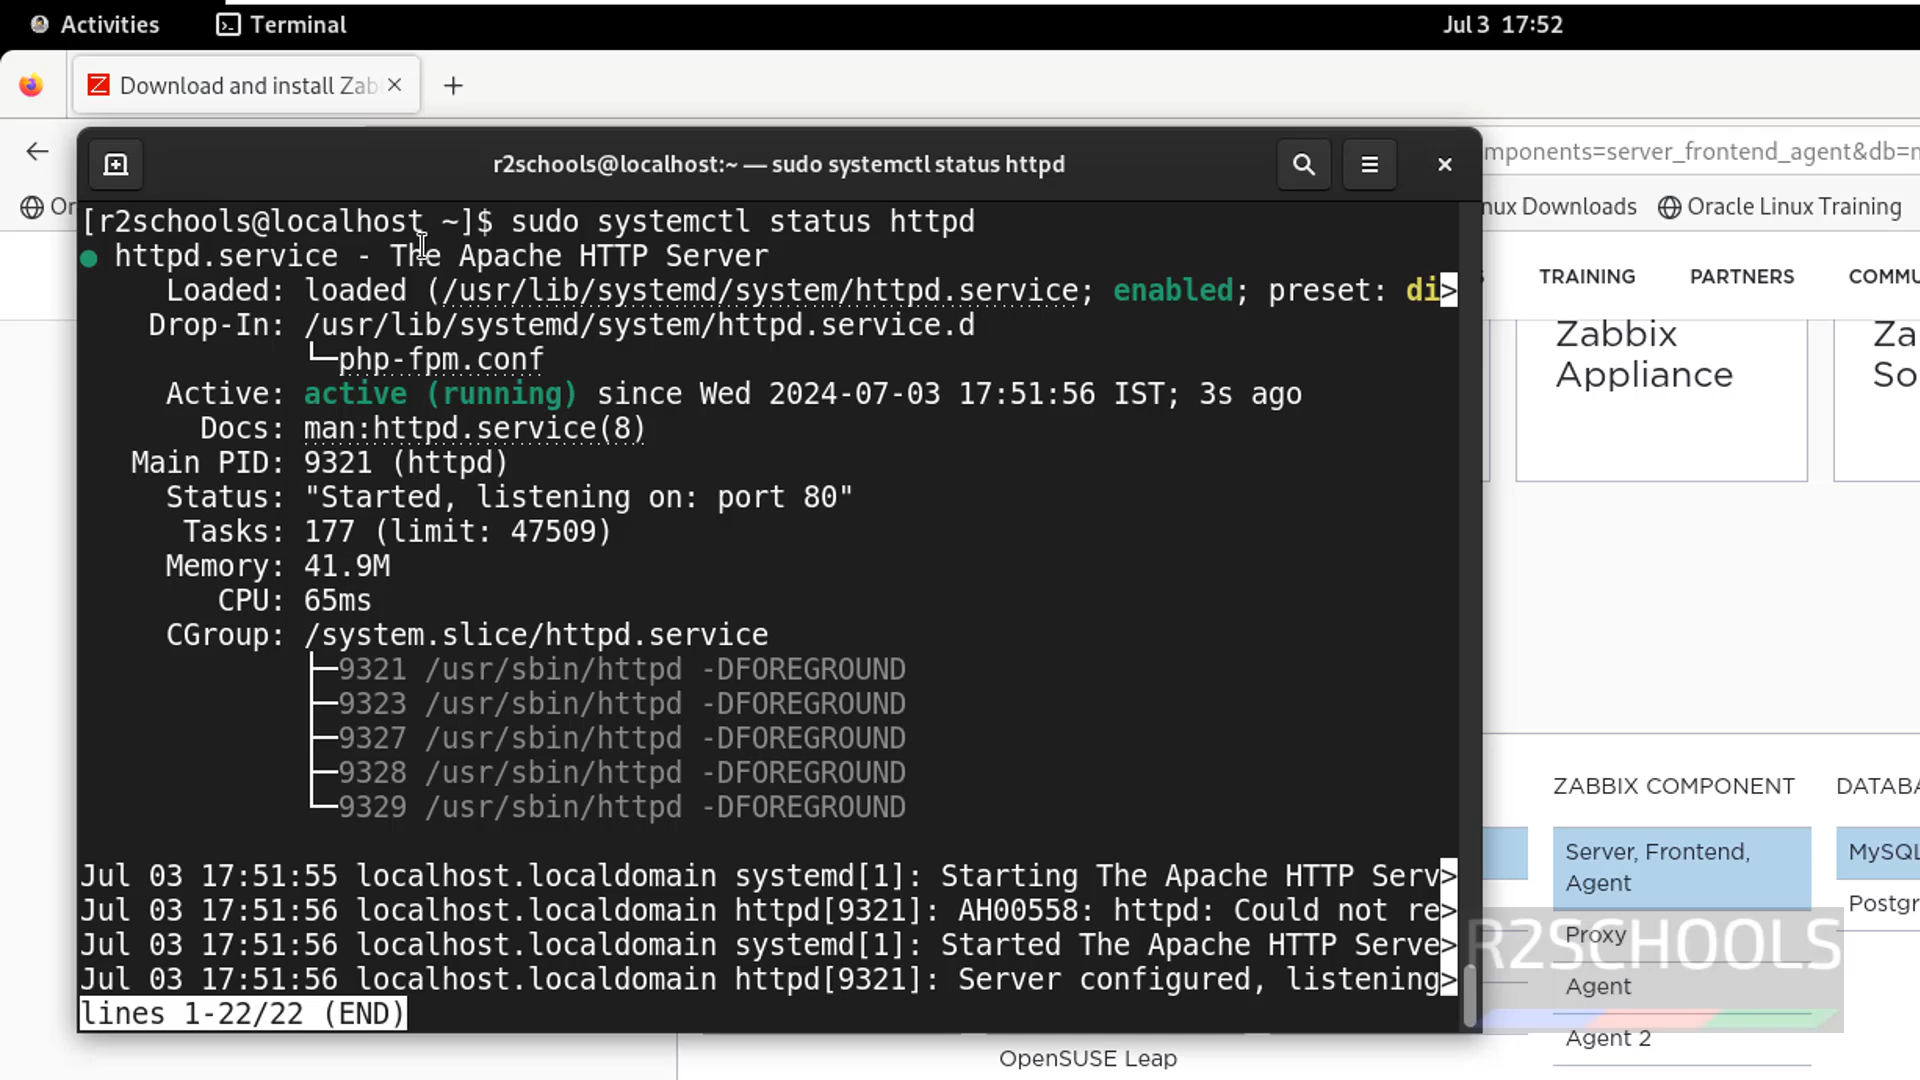 Activities
Terminal
Jul 3 17:52
Download and install Zab
r2schools@localhost:~ — sudo systemctl status httpd
mponents=server_frontend_agent&db=
Or
nux Downloads
Oracle Linux Training
[r2schools@localhost ~]$ sudo systemctl status httpd
● httpd.service - The Apache HTTP Server
Loaded: loaded (/usr/lib/systemd/system/httpd.service; enabled; preset: di>
Drop-In: /usr/lib/systemd/system/httpd.service.d
└─php-fpm.conf
Active: active (running) since Wed 2024-07-03 17:51:56 IST; 3s ago
Docs: man:httpd.service(8)
Main PID: 9321 (httpd)
Status: "Started, listening on: port 80"
Tasks: 177 (limit: 47509)
Memory: 41.9M
CPU: 65ms
CGroup: /system.slice/httpd.service
├─9321 /usr/sbin/httpd -DFOREGROUND
├─9323 /usr/sbin/httpd -DFOREGROUND
├─9327 /usr/sbin/httpd -DFOREGROUND
├─9328 /usr/sbin/httpd -DFOREGROUND
└─9329 /usr/sbin/httpd -DFOREGROUND
Jul 03 17:51:55 localhost.localdomain systemd[1]: Starting The Apache HTTP Serv>
Jul 03 17:51:56 localhost.localdomain httpd[9321]: AH00558: httpd: Could not re>
Jul 03 17:51:56 localhost.localdomain systemd[1]: Started The Apache HTTP Serve>
Jul 03 17:51:56 localhost.localdomain httpd[9321]: Server configured, listening>
lines 1-22/22 (END)
TRAINING
PARTNERS
COMMU
Zabbix
Appliance
Za
So
ZABBIX COMPONENT
DATABA
Server, Frontend,
Agent
MySQL
Postgr
Proxy
R2SCHOOLS
Agent
Agent 2
OpenSUSE Leap